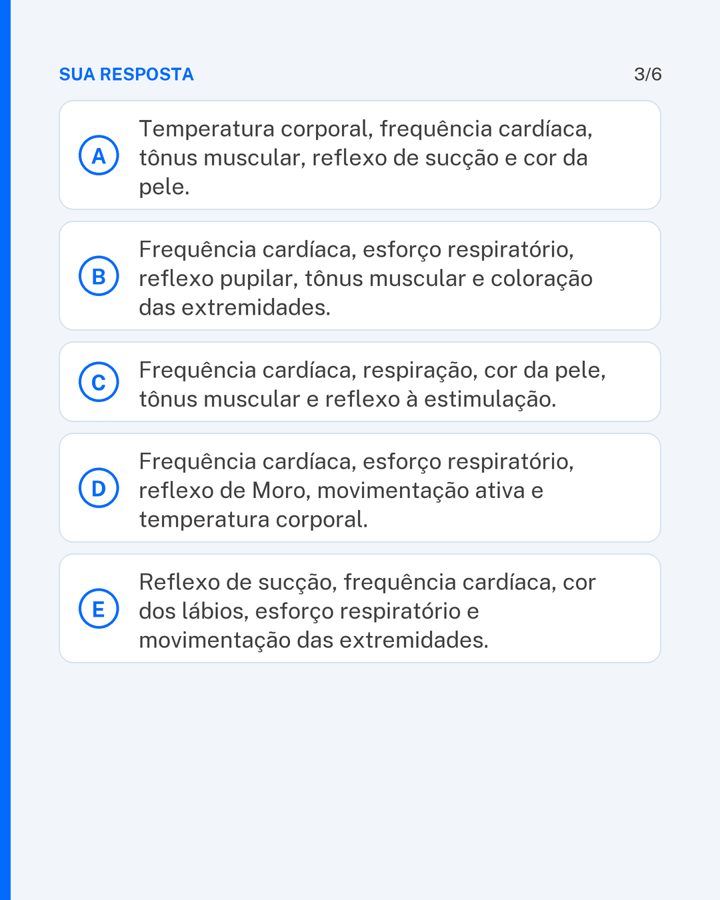 SUA RESPOSTA
3/6
A
Temperatura corporal, frequência cardíaca,
tônus muscular, reflexo de sucção e cor da
pele.
B
Frequência cardíaca, esforço respiratório,
reflexo pupilar, tônus muscular e coloração
das extremidades.
C
Frequência cardíaca, respiração, cor da pele,
tônus muscular e reflexo à estimulação.
D
Frequência cardíaca, esforço respiratório,
reflexo de Moro, movimentação ativa e
temperatura corporal.
E
Reflexo de sucção, frequência cardíaca, cor
dos lábios, esforço respiratório e
movimentação das extremidades.